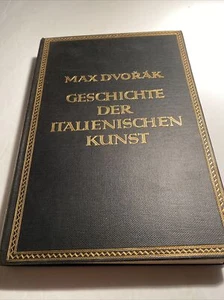 MAX DVOŘÁK
GESCHICHTE
DER
ITALIENISCHEN
KUNST